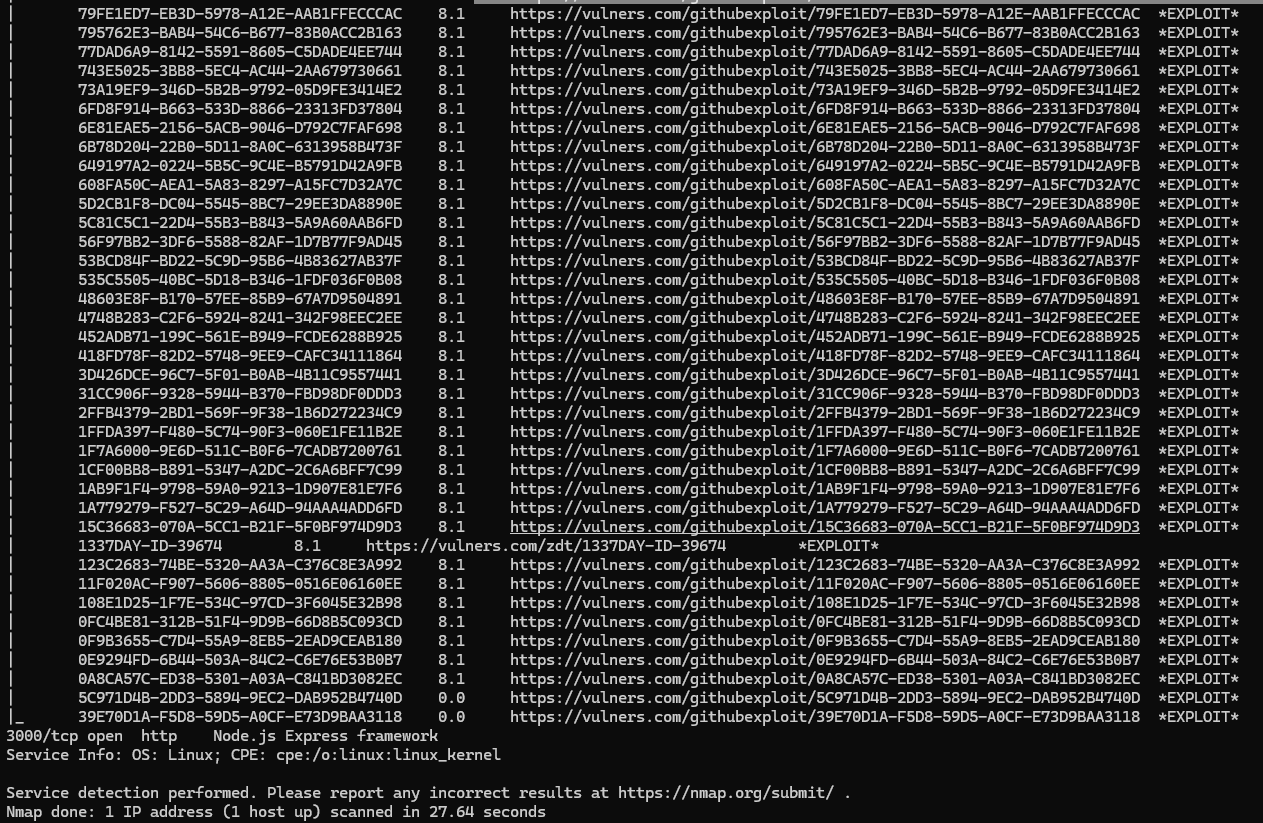 |       79FE1ED7-EB3D-5978-A12E-AAB1FFECCCAC    8.1     https://vulners.com/githubexploit/79FE1ED7-EB3D-5978-A12E-AAB1FFECCCAC  *EXPLOIT*
|       795762E3-BAB4-54C6-B677-83B0ACC2B163    8.1     https://vulners.com/githubexploit/795762E3-BAB4-54C6-B677-83B0ACC2B163  *EXPLOIT*
|       77DAD6A9-8142-5591-8605-C5DADE4EE744    8.1     https://vulners.com/githubexploit/77DAD6A9-8142-5591-8605-C5DADE4EE744  *EXPLOIT*
|       743E5025-3BB8-5EC4-AC44-2AA679730661    8.1     https://vulners.com/githubexploit/743E5025-3BB8-5EC4-AC44-2AA679730661  *EXPLOIT*
|       73A19EF9-346D-5B2B-9792-05D9FE3414E2    8.1     https://vulners.com/githubexploit/73A19EF9-346D-5B2B-9792-05D9FE3414E2  *EXPLOIT*
|       6FD8F914-B663-533D-8866-23313FD37804    8.1     https://vulners.com/githubexploit/6FD8F914-B663-533D-8866-23313FD37804  *EXPLOIT*
|       6E81EAE5-2156-5ACB-9046-D792C7FAF698    8.1     https://vulners.com/githubexploit/6E81EAE5-2156-5ACB-9046-D792C7FAF698  *EXPLOIT*
|       6B78D204-22B0-5D11-8A0C-6313958B473F    8.1     https://vulners.com/githubexploit/6B78D204-22B0-5D11-8A0C-6313958B473F  *EXPLOIT*
|       649197A2-0224-5B5C-9C4E-B5791D42A9FB    8.1     https://vulners.com/githubexploit/649197A2-0224-5B5C-9C4E-B5791D42A9FB  *EXPLOIT*
|       608FA50C-AEA1-5A83-8297-A15FC7D32A7C    8.1     https://vulners.com/githubexploit/608FA50C-AEA1-5A83-8297-A15FC7D32A7C  *EXPLOIT*
|       5D2CB1F8-DC04-5545-8BC7-29EE3DA8890E    8.1     https://vulners.com/githubexploit/5D2CB1F8-DC04-5545-8BC7-29EE3DA8890E  *EXPLOIT*
|       5C81C5C1-22D4-55B3-B843-5A9A60AAB6FD    8.1     https://vulners.com/githubexploit/5C81C5C1-22D4-55B3-B843-5A9A60AAB6FD  *EXPLOIT*
|       56F97BB2-3DF6-5588-82AF-1D7B77F9AD45    8.1     https://vulners.com/githubexploit/56F97BB2-3DF6-5588-82AF-1D7B77F9AD45  *EXPLOIT*
|       53BCD84F-BD22-5C9D-95B6-4B83627AB37F    8.1     https://vulners.com/githubexploit/53BCD84F-BD22-5C9D-95B6-4B83627AB37F  *EXPLOIT*
|       535C5505-40BC-5D18-B346-1FDF036F0B08    8.1     https://vulners.com/githubexploit/535C5505-40BC-5D18-B346-1FDF036F0B08  *EXPLOIT*
|       48603E8F-B170-57EE-85B9-67A7D9504891    8.1     https://vulners.com/githubexploit/48603E8F-B170-57EE-85B9-67A7D9504891  *EXPLOIT*
|       4748B283-C2F6-5924-8241-342F98EEC2EE    8.1     https://vulners.com/githubexploit/4748B283-C2F6-5924-8241-342F98EEC2EE  *EXPLOIT*
|       452ADB71-199C-561E-B949-FCDE6288B925    8.1     https://vulners.com/githubexploit/452ADB71-199C-561E-B949-FCDE6288B925  *EXPLOIT*
|       418FD78F-82D2-5748-9EE9-CAFC34111864    8.1     https://vulners.com/githubexploit/418FD78F-82D2-5748-9EE9-CAFC34111864  *EXPLOIT*
|       3D426DCE-96C7-5F01-B0AB-4B11C9557441    8.1     https://vulners.com/githubexploit/3D426DCE-96C7-5F01-B0AB-4B11C9557441  *EXPLOIT*
|       31CC906F-9328-5944-B370-FBD98DF0DDD3    8.1     https://vulners.com/githubexploit/31CC906F-9328-5944-B370-FBD98DF0DDD3  *EXPLOIT*
|       2FFB4379-2BD1-569F-9F38-1B6D272234C9    8.1     https://vulners.com/githubexploit/2FFB4379-2BD1-569F-9F38-1B6D272234C9  *EXPLOIT*
|       1FFDA397-F480-5C74-90F3-060E1FE11B2E    8.1     https://vulners.com/githubexploit/1FFDA397-F480-5C74-90F3-060E1FE11B2E  *EXPLOIT*
|       1F7A6000-9E6D-511C-B0F6-7CADB7200761    8.1     https://vulners.com/githubexploit/1F7A6000-9E6D-511C-B0F6-7CADB7200761  *EXPLOIT*
|       1CF00BB8-B891-5347-A2DC-2C6A6BFF7C99    8.1     https://vulners.com/githubexploit/1CF00BB8-B891-5347-A2DC-2C6A6BFF7C99  *EXPLOIT*
|       1AB9F1F4-9798-59A0-9213-1D907E81E7F6    8.1     https://vulners.com/githubexploit/1AB9F1F4-9798-59A0-9213-1D907E81E7F6  *EXPLOIT*
|       1A779279-F527-5C29-A64D-94AAA4ADD6FD    8.1     https://vulners.com/githubexploit/1A779279-F527-5C29-A64D-94AAA4ADD6FD  *EXPLOIT*
|       15C36683-070A-5CC1-B21F-5F0BF974D9D3    8.1     https://vulners.com/githubexploit/15C36683-070A-5CC1-B21F-5F0BF974D9D3  *EXPLOIT*
|       1337DAY-ID-39674        8.1     https://vulners.com/zdt/1337DAY-ID-39674        *EXPLOIT*
|       123C2683-74BE-5320-AA3A-C376C8E3A992    8.1     https://vulners.com/githubexploit/123C2683-74BE-5320-AA3A-C376C8E3A992  *EXPLOIT*
|       11F020AC-F907-5606-8805-0516E06160EE    8.1     https://vulners.com/githubexploit/11F020AC-F907-5606-8805-0516E06160EE  *EXPLOIT*
|       108E1D25-1F7E-534C-97CD-3F6045E32B98    8.1     https://vulners.com/githubexploit/108E1D25-1F7E-534C-97CD-3F6045E32B98  *EXPLOIT*
|       0FC4BE81-312B-51F4-9D9B-66D8B5C093CD    8.1     https://vulners.com/githubexploit/0FC4BE81-312B-51F4-9D9B-66D8B5C093CD  *EXPLOIT*
|       0F9B3655-C7D4-55A9-8EB5-2EAD9CEAB180    8.1     https://vulners.com/githubexploit/0F9B3655-C7D4-55A9-8EB5-2EAD9CEAB180  *EXPLOIT*
|       0E9294FD-6B44-503A-84C2-C6E76E53B0B7    8.1     https://vulners.com/githubexploit/0E9294FD-6B44-503A-84C2-C6E76E53B0B7  *EXPLOIT*
|       0A8CA57C-ED38-5301-A03A-C841BD3082EC    8.1     https://vulners.com/githubexploit/0A8CA57C-ED38-5301-A03A-C841BD3082EC  *EXPLOIT*
|       5C971D4B-2DD3-5894-9EC2-DAB952B4740D    0.0     https://vulners.com/githubexploit/5C971D4B-2DD3-5894-9EC2-DAB952B4740D  *EXPLOIT*
|_      39E70D1A-F5D8-59D5-A0CF-E73D9BAA3118    0.0     https://vulners.com/githubexploit/39E70D1A-F5D8-59D5-A0CF-E73D9BAA3118  *EXPLOIT*
3000/tcp open  http    Node.js Express framework
Service Info: OS: Linux; CPE: cpe:/o:linux:linux_kernel
Service detection performed. Please report any incorrect results at https://nmap.org/submit/ .
Nmap done: 1 IP address (1 host up) scanned in 27.64 seconds